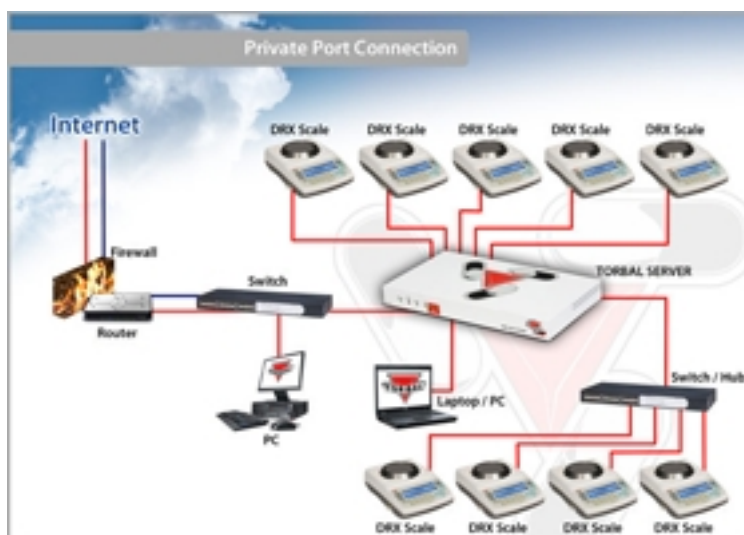 Private Port Connection
Internet
DRX Scale
DRX Scale
DRX Scale
DRX Scale
DRX Scale
Firewall
Switch
TORBAL SERVER
Router
Switch / Hub
Laptop / PC
PC
DRX Scale
DRX Scale
DRX Scale
DRX Scale